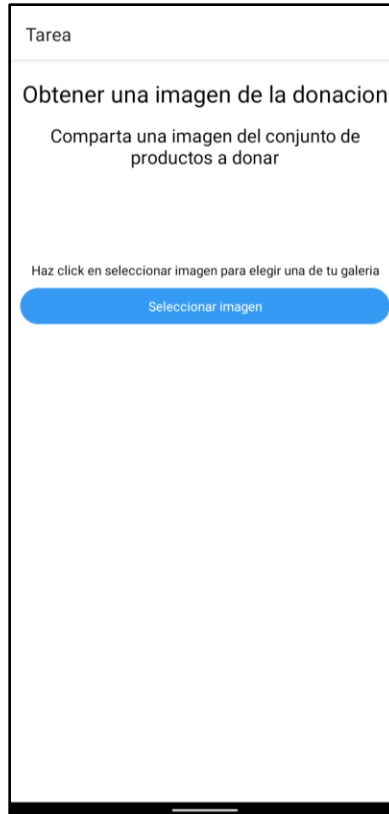 Tarea
Obtener una imagen de la donacion
Comparta una imagen del conjunto de
productos a donar
Haz click en seleccionar imagen para elegir una de tu galeria
Seleccionar imagen